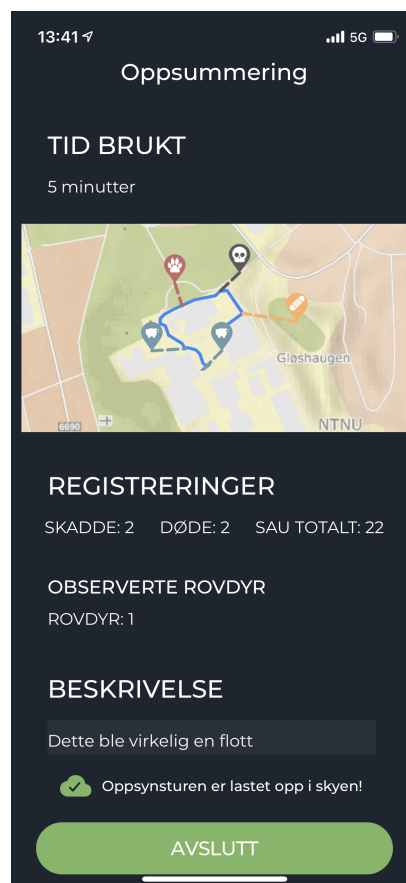 13:41
5G
Oppsummering
TID BRUKT
5 minutter
Gløshaugen
6690
NTNU
REGISTRERINGER
SKADDE: 2 DØDE: 2 SAU TOTALT: 22
OBSERVERTE ROVDYR
ROVDYR: 1
BESKRIVELSE
Dette ble virkelig en flott
Oppsynsturen er lastet opp i skyen!
AVSLUTT